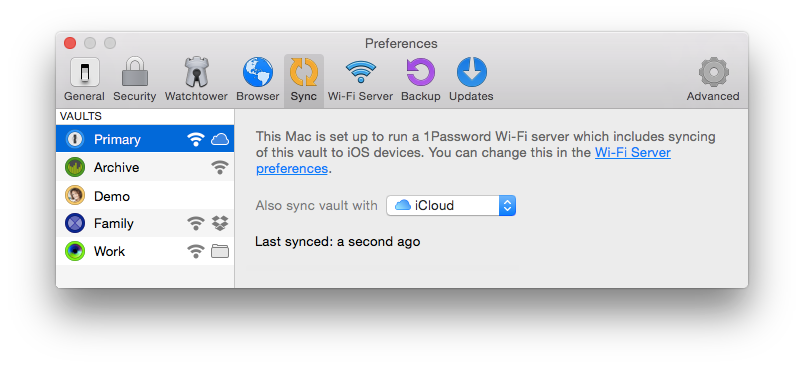 Preferences
General Security Watchtower Browser Sync Wi-Fi Server Backup Updates Advanced
VAULTS
Primary
Archive
Demo
Family
Work
This Mac is set up to run a 1Password Wi-Fi server which includes syncing
of this vault to iOS devices. You can change this in the Wi-Fi Server
preferences.
Also sync vault with iCloud
Last synced: a second ago